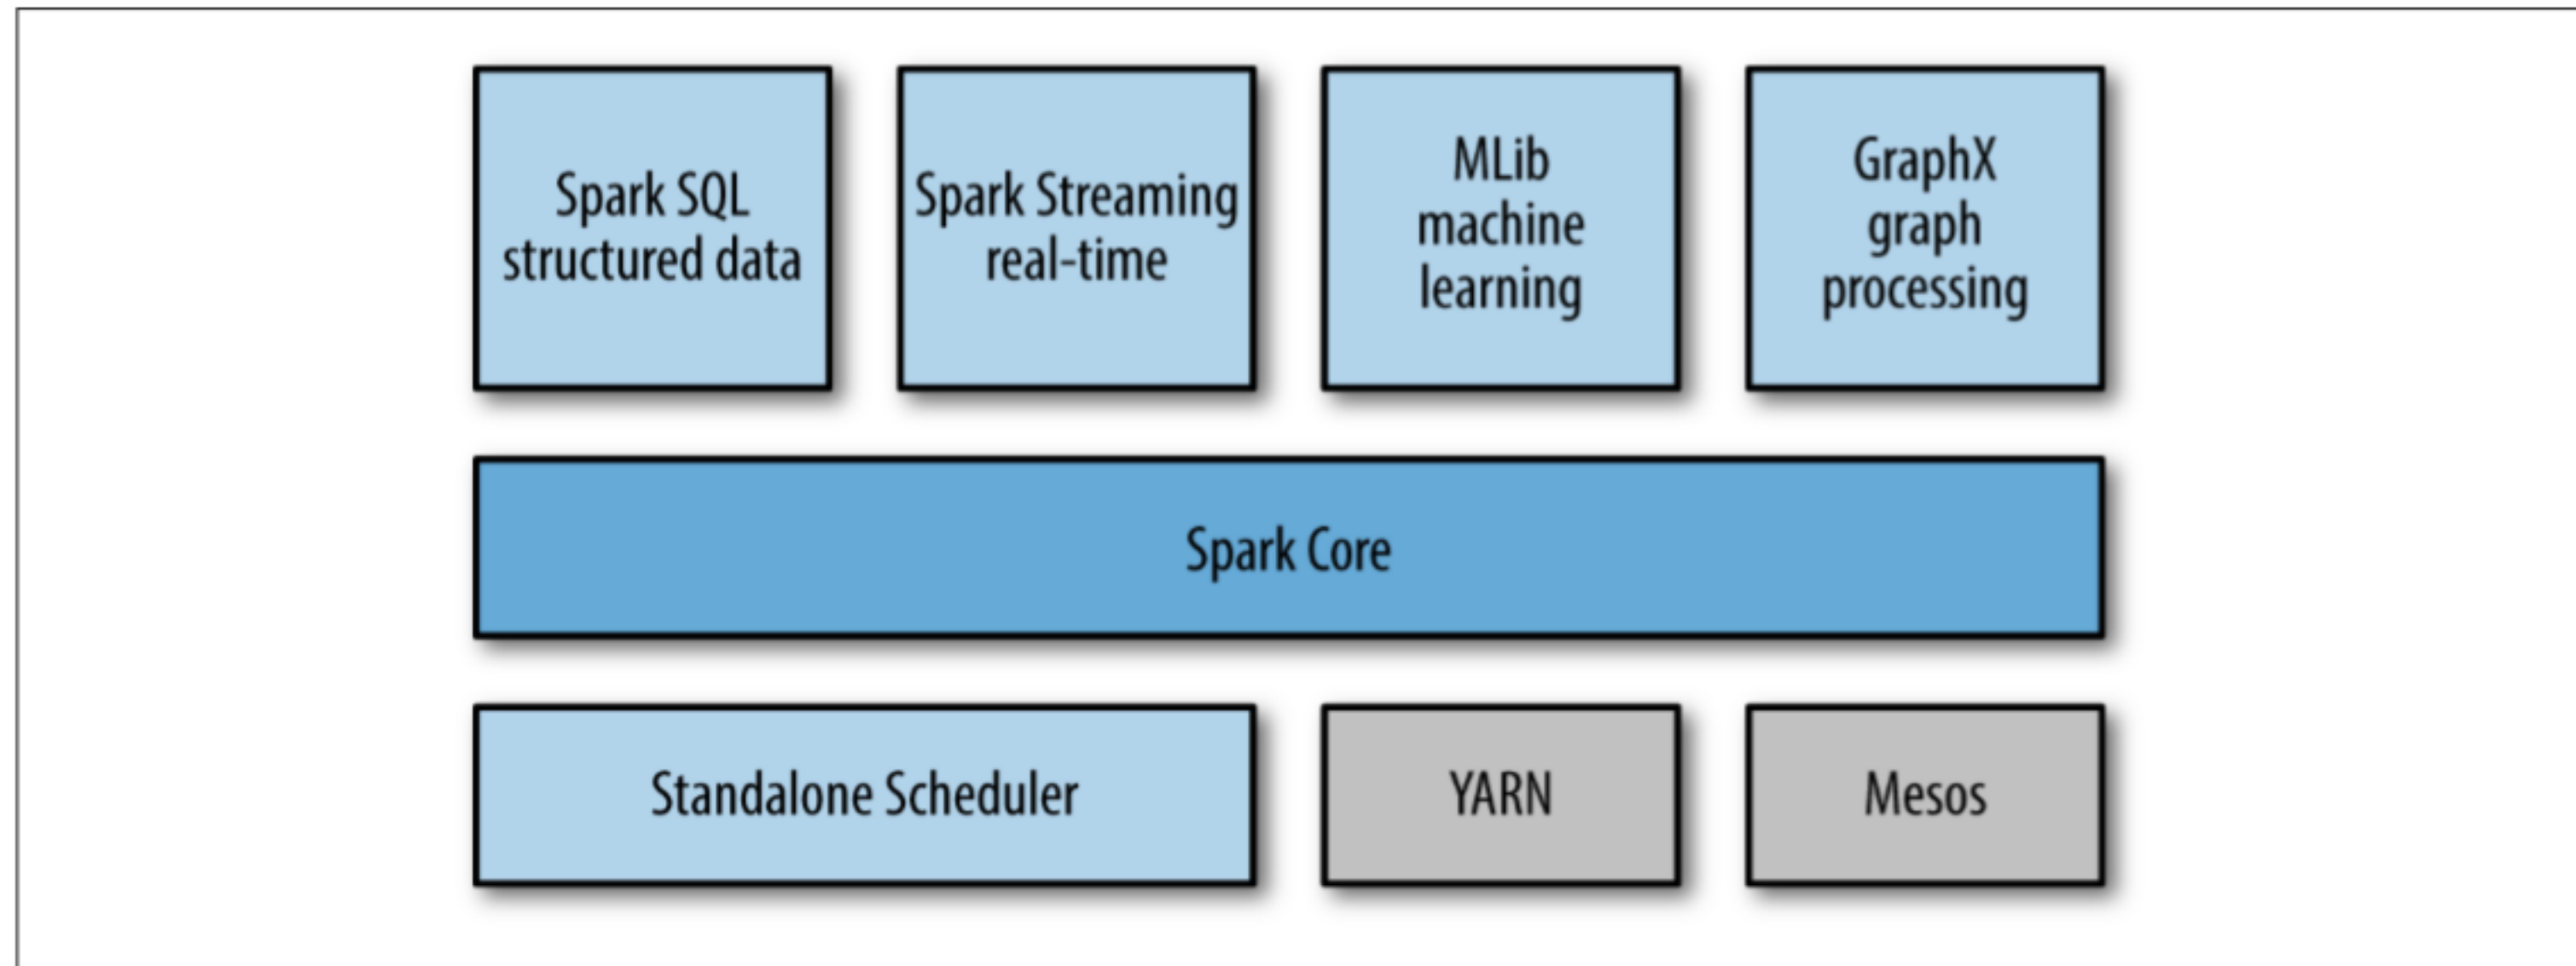 Spark SQL
structured data
Spark Streaming
real-time
MLib
machine
learning
GraphX
graph
processing
Spark Core
Standalone Scheduler
YARN
Mesos